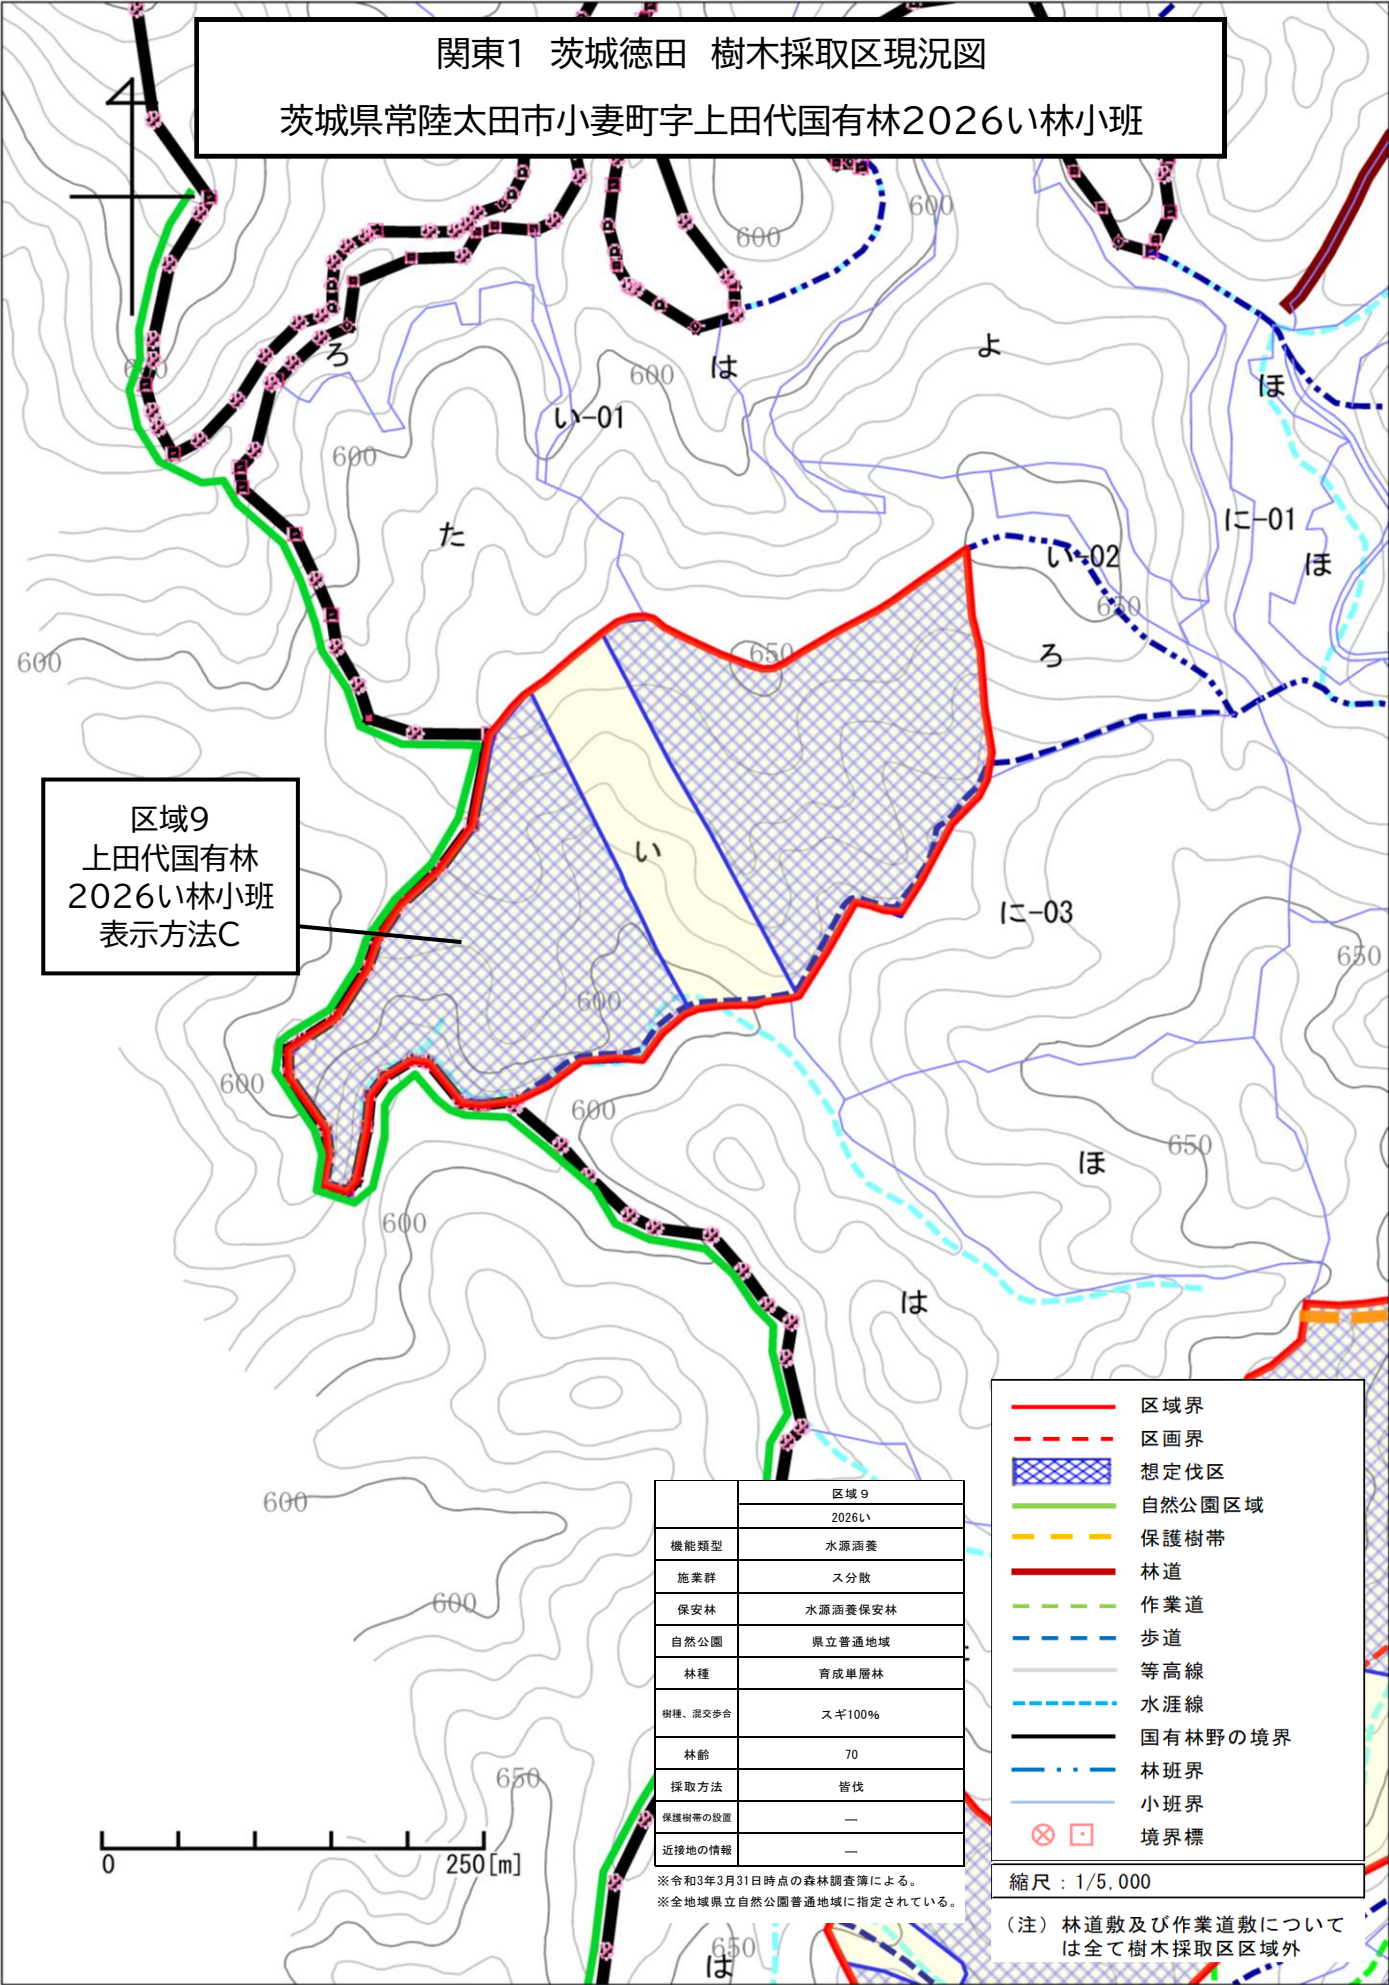 関東1 茨城徳田 樹木採取区現況図
茨城県常陸太田市小妻町字上田代国有林2026い林小班
600
600
ろ
600
は
よ
ほ
い-01
600
600
た
に-01
い-02
ほ
650
600
650
ろ
区域9
上田代国有林
2026い林小班
表示方法C
い
に-03
650
600
600
600
ほ
650
600
は
600
600
650
0
250[m]
は
650
区域9
2026い
機能類型 水源涵養
施業群 ス分散
保安林 水源涵養保安林
自然公園 県立普通地域
林種 育成単層林
樹種、混交歩合 スギ100%
林齢 70
採取方法 皆伐
保護樹帯の設置 ―
近接地の情報 ―
※令和3年3月31日時点の森林調査簿による。
※全地域県立自然公園普通地域に指定されている。
区域界
区画界
想定伐区
自然公園区域
保護樹帯
林道
作業道
歩道
等高線
水涯線
国有林野の境界
林班界
小班界
境界標
縮尺:1/5,000
(注) 林道敷及び作業道敷について
は全て樹木採取区区域外